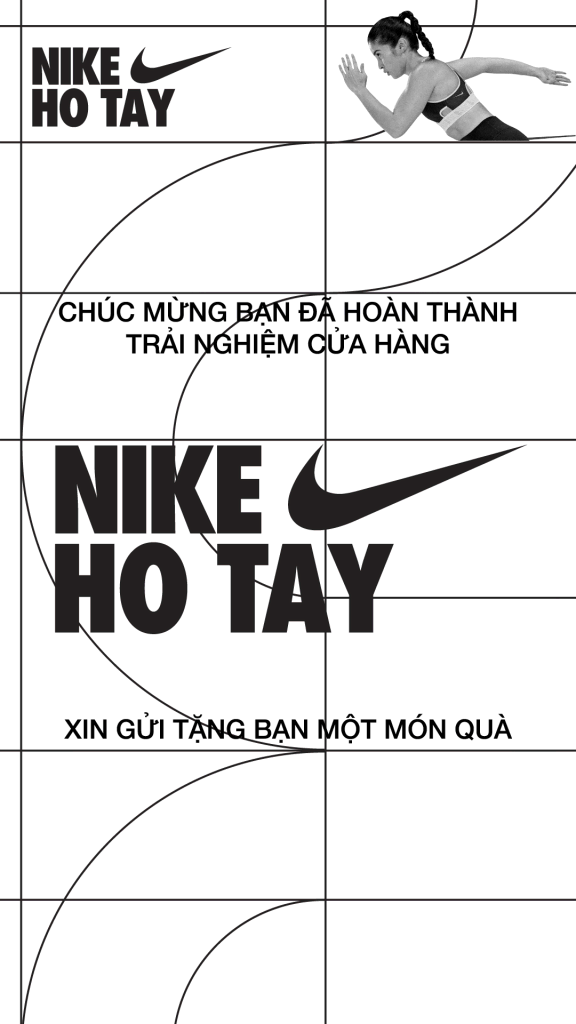 NIKE
HO TAY
CHÚC MỪNG BẠN ĐÃ HOÀN THÀNH
TRẢI NGHIỆM CỬA HÀNG
NIKE
HO TAY
XIN GỬI TẶNG BẠN MỘT MÓN QUÀ